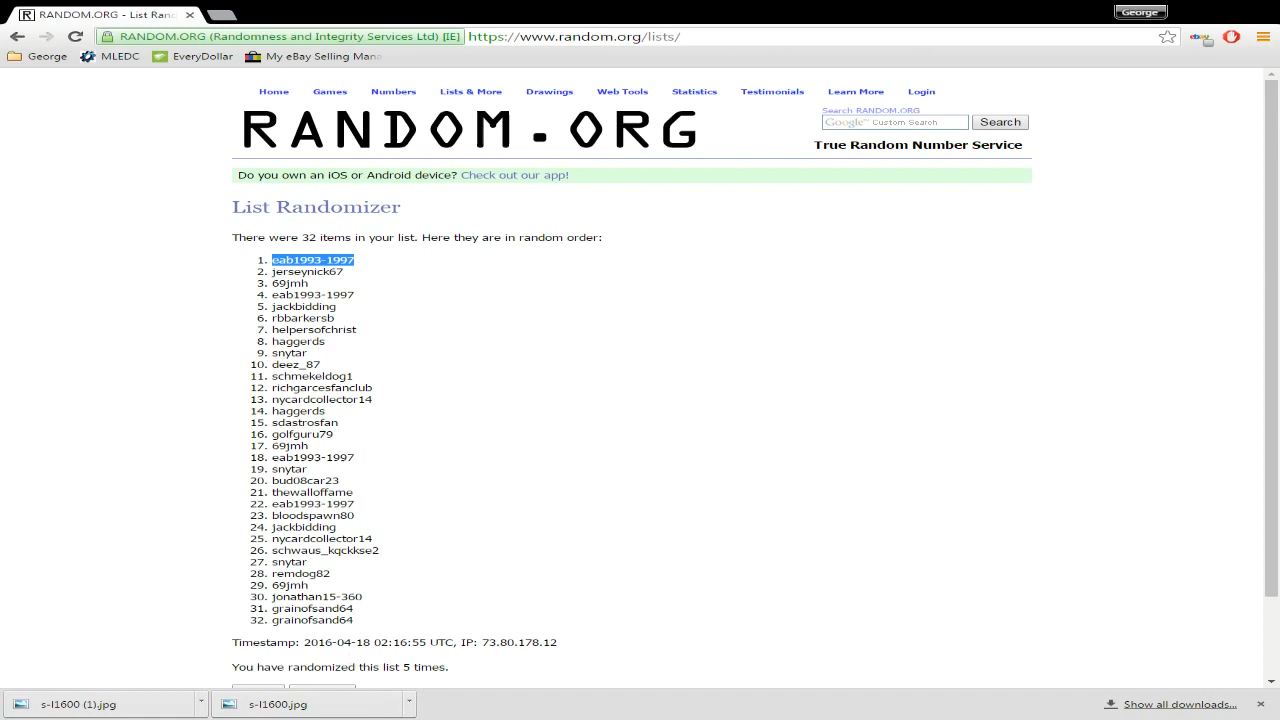 RANDOM.ORG - List Ran
George
RANDOM.ORG (Randomness and Integrity Services Ltd) [IE]
https://www.random.org/lists/
George
MLEDC
EveryDollar
My eBay Selling Mana
Home Games Numbers Lists & More Drawings Web Tools Statistics Testimonials Learn More Login
RANDOM.ORG
Search RANDOM.ORG
Google™ Custom Search
Search
True Random Number Service
Do you own an iOS or Android device? Check out our app!
List Randomizer
There were 32 items in your list. Here they are in random order:
1. eab1993-1997
2. jerseynick67
3. 69jmh
4. eab1993-1997
5. jackbidding
6. rbbarkersb
7. helpersofchrist
8. haggerds
9. snytar
10. deez_87
11. schmekeldog1
12. richgarcesfanclub
13. nycardcollector14
14. haggerds
15. sdastrosfan
16. golfguru79
17. 69jmh
18. eab1993-1997
19. snytar
20. bud08car23
21. thewalloffame
22. eab1993-1997
23. bloodspawn80
24. jackbidding
25. nycardcollector14
26. schwaus_kqckkse2
27. snytar
28. remdog82
29. 69jmh
30. jonathan15-360
31. grainofsand64
32. grainofsand64
Timestamp: 2016-04-18 02:16:55 UTC, IP: 73.80.178.12
You have randomized this list 5 times.
s-l1600 (1).jpg
s-l1600.jpg
Show all downloads...